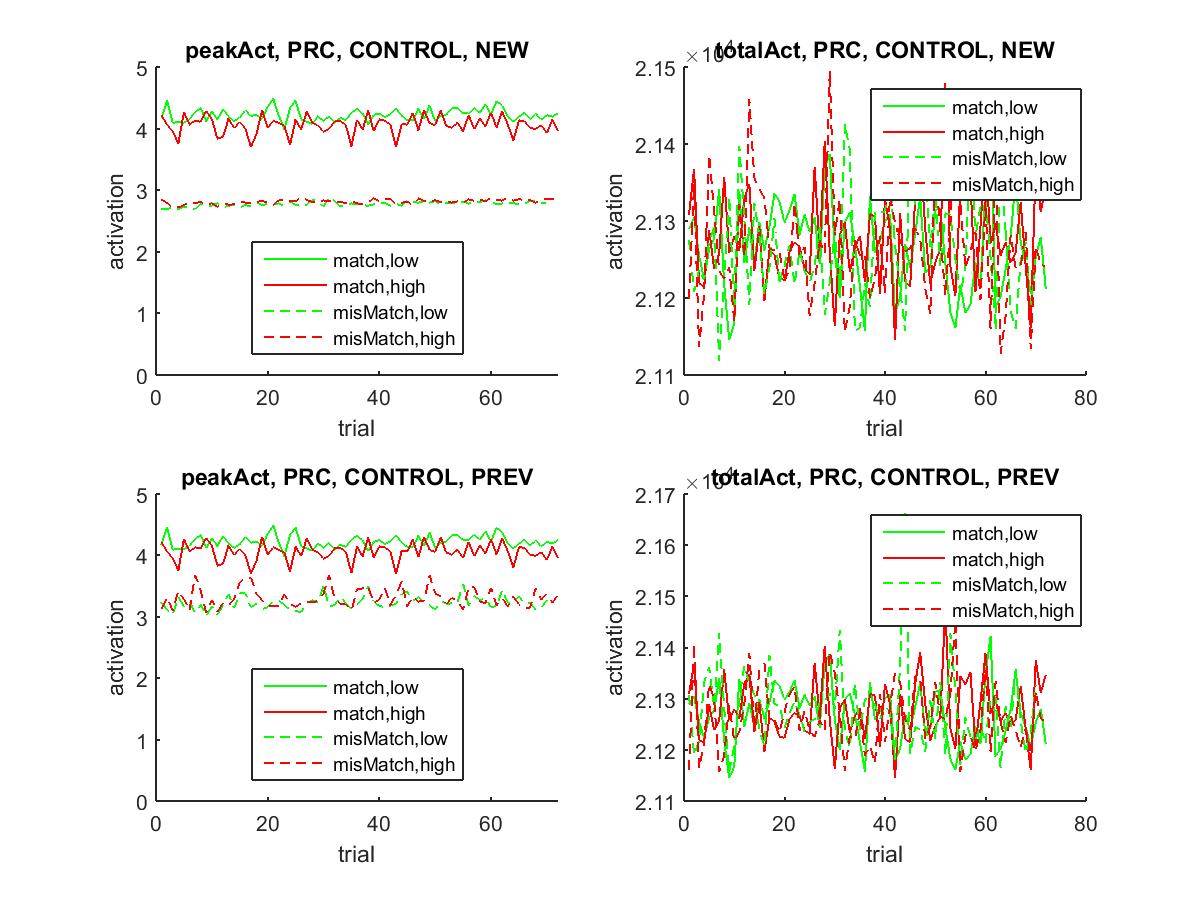 peakAct, PRC, CONTROL, NEW
5
4
3
2
1
0
activation
0 20 40 60
trial
match,low
match,high
misMatch,low
misMatch,high
totalAct, PRC, CONTROL, NEW
×10⁴
2.15
2.14
2.13
2.12
2.11
activation
0 20 40 60 80
trial
match,low
match,high
misMatch,low
misMatch,high
peakAct, PRC, CONTROL, PREV
5
4
3
2
1
0
activation
0 20 40 60
trial
match,low
match,high
misMatch,low
misMatch,high
totalAct, PRC, CONTROL, PREV
×10⁴
2.17
2.16
2.15
2.14
2.13
2.12
2.11
activation
0 20 40 60 80
trial
match,low
match,high
misMatch,low
misMatch,high